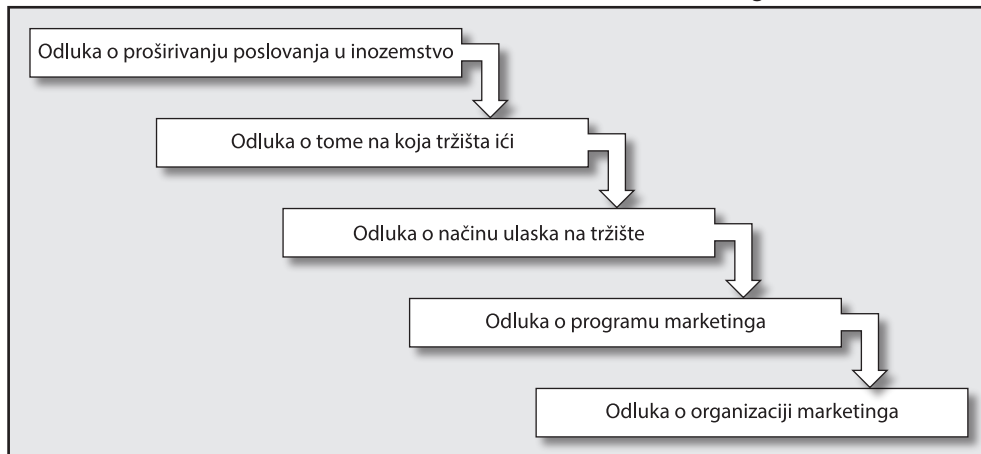 Odluka o proširivanju poslovanja u inozemstvo
Odluka o tome na koja tržišta ići
Odluka o načinu ulaska na tržište
Odluka o programu marketinga
Odluka o organizaciji marketinga